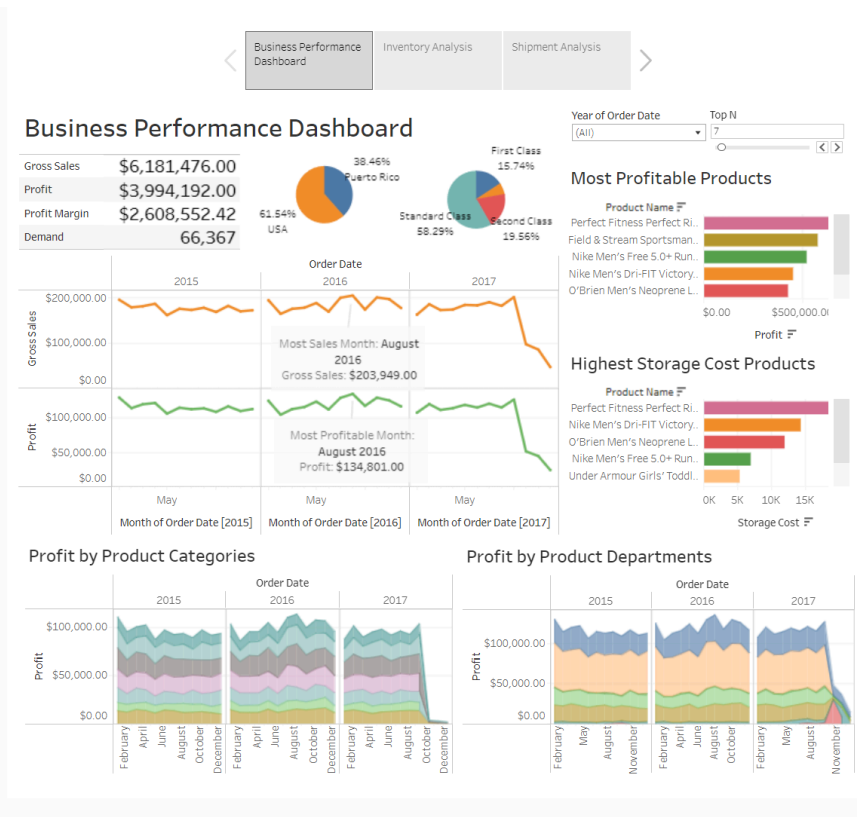 Business Performance
Dashboard
Inventory Analysis
Shipment Analysis
Business Performance Dashboard
Year of Order Date
(All)
Top N
7
Gross Sales $6,181,476.00
Profit $3,994,192.00
Profit Margin $2,608,552.42
Demand 66,367
38.46%
Puerto Rico
61.54%
USA
First Class
15.74%
Standard Class
58.29%
Second Class
19.56%
Most Profitable Products
Product Name
Perfect Fitness Perfect Ri..
Field & Stream Sportsman..
Nike Men's Free 5.0+ Run..
Nike Men's Dri-FIT Victory..
O'Brien Men's Neoprene L..
$0.00 $500,000.0
Profit
Order Date
2015 2016 2017
Gross Sales
$200,000.00
$100,000.00
$0.00
Most Sales Month: August
2016
Gross Sales: $203,949.00
Profit
$100,000.00
$50,000.00
$0.00
Most Profitable Month:
August 2016
Profit: $134,801.00
May May May
Month of Order Date [2015] Month of Order Date [2016] Month of Order Date [2017]
Highest Storage Cost Products
Product Name
Perfect Fitness Perfect Ri..
Nike Men's Dri-FIT Victory..
O'Brien Men's Neoprene L..
Nike Men's Free 5.0+ Run..
Under Armour Girls' Toddl..
0K 5K 10K 15K
Storage Cost
Profit by Product Categories
Order Date
2015 2016 2017
Profit
$100,000.00
$50,000.00
$0.00
February April June August October December February April June August October December February April June August October December
Profit by Product Departments
Order Date
2015 2016 2017
Profit
$100,000.00
$50,000.00
$0.00
February May August November February April June August October February May August November